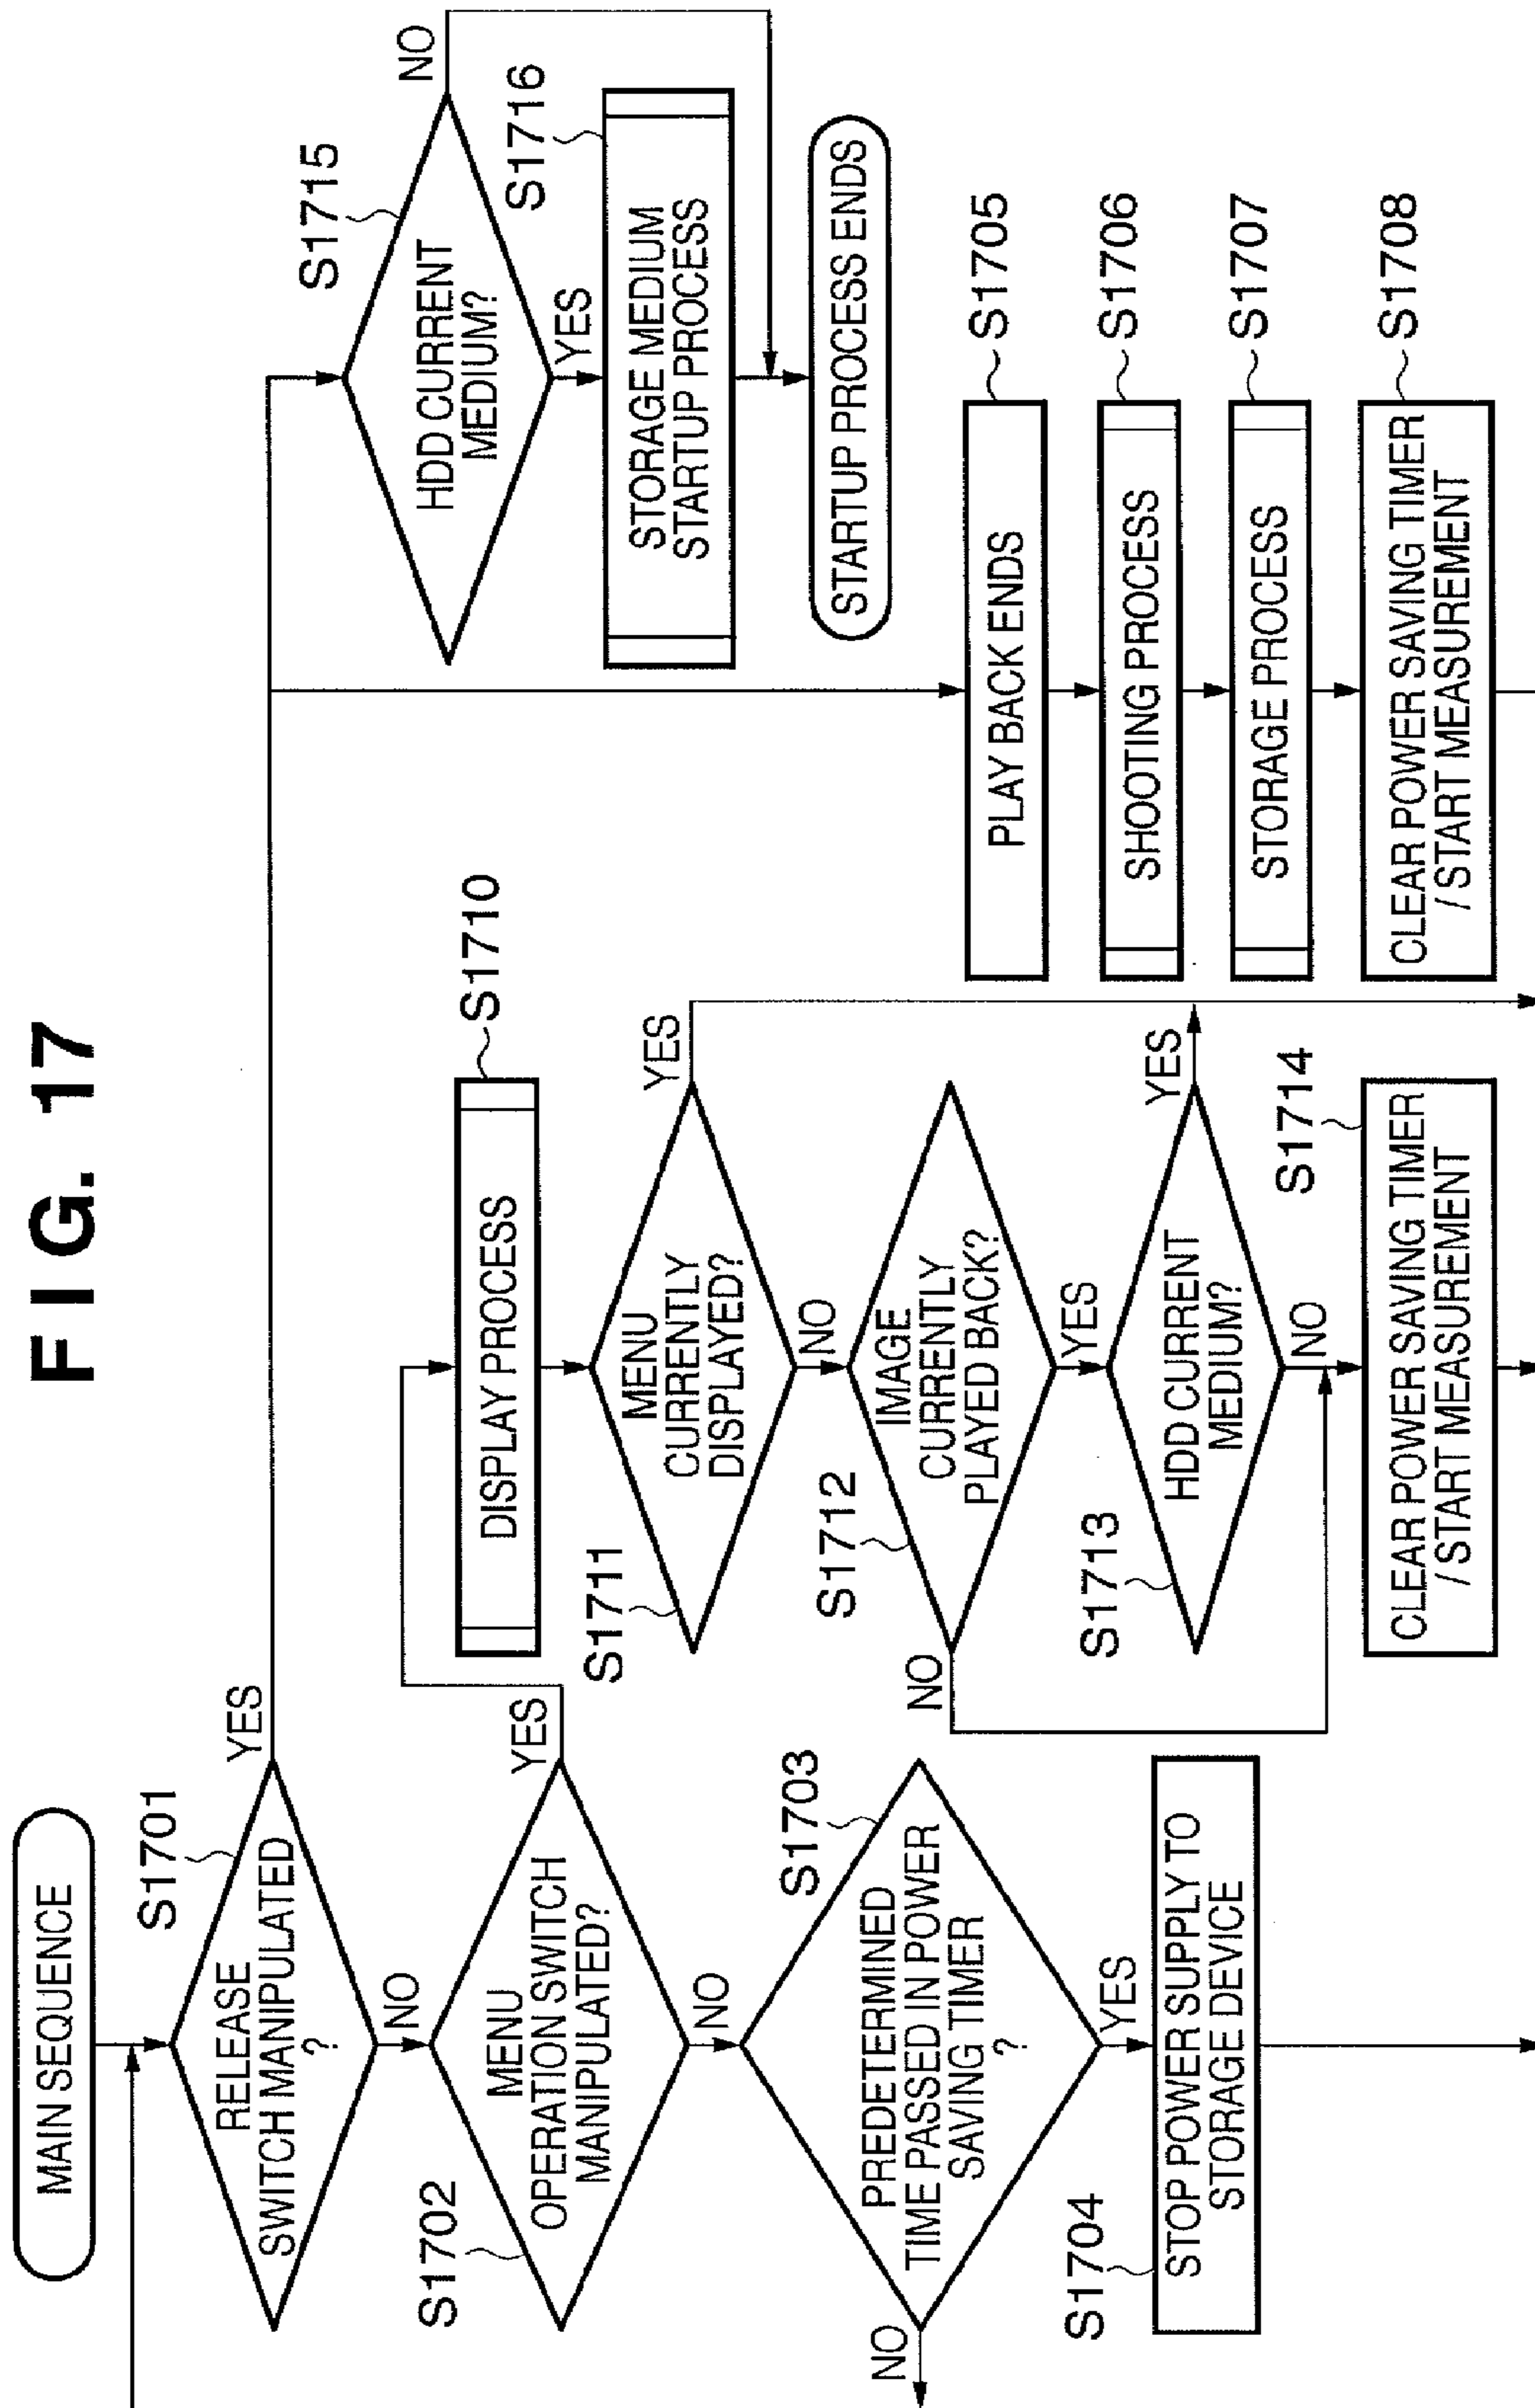 FIG. 17
MAIN SEQUENCE
S1701
RELEASE
SWITCH MANIPULATED
?
YES
NO
S1702
MENU
OPERATION SWITCH
MANIPULATED?
YES
NO
S1703
PREDETERMINED
TIME PASSED IN POWER
SAVING TIMER
?
NO
YES
S1704
STOP POWER SUPPLY TO
STORAGE DEVICE
S1710
DISPLAY PROCESS
S1711
MENU
CURRENTLY
DISPLAYED?
YES
NO
S1712
IMAGE
CURRENTLY
PLAYED BACK?
NO
YES
S1713
HDD CURRENT
MEDIUM?
YES
NO
S1714
CLEAR POWER SAVING TIMER
/ START MEASUREMENT
S1715
HDD CURRENT
MEDIUM?
NO
YES
S1716
STORAGE MEDIUM
STARTUP PROCESS
STARTUP PROCESS ENDS
PLAY BACK ENDS
S1705
SHOOTING PROCESS
S1706
STORAGE PROCESS
S1707
CLEAR POWER SAVING TIMER
/ START MEASUREMENT
S1708